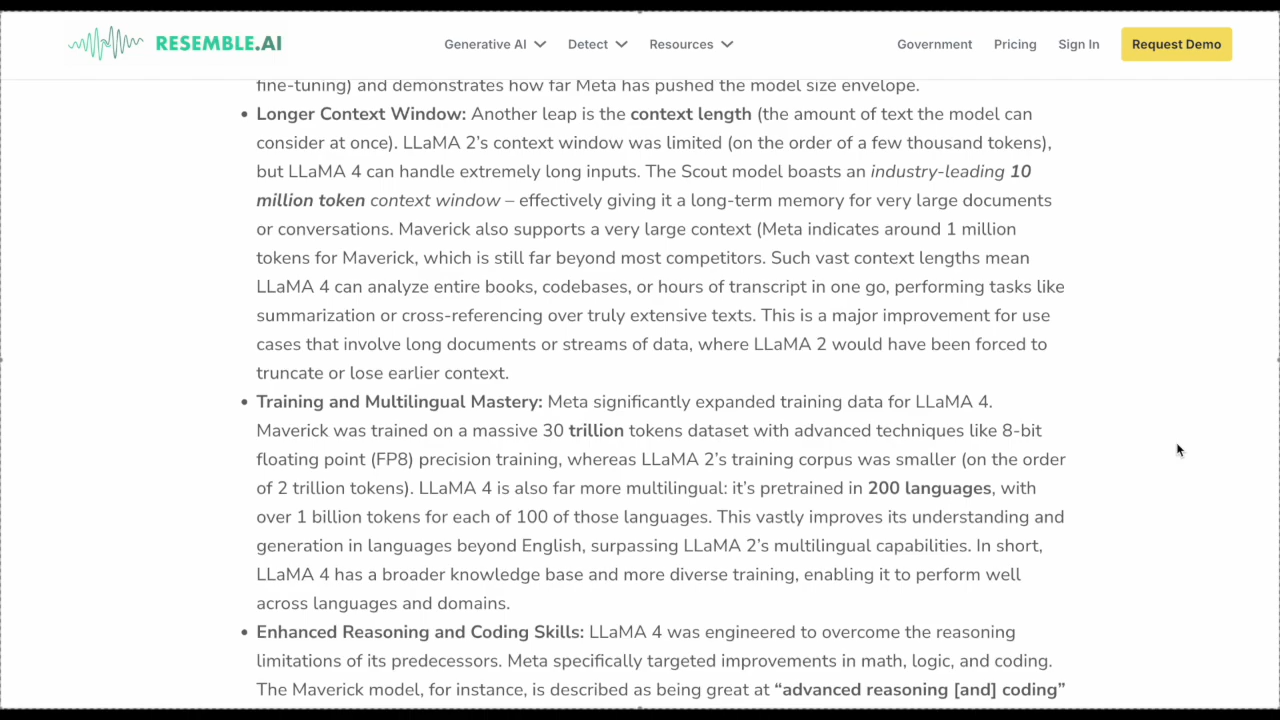 RESEMBLE.AI
Generative AI
Detect
Resources
Government
Pricing
Sign In
Request Demo
fine-tuning) and demonstrates how far Meta has pushed the model size envelope.
• Longer Context Window: Another leap is the context length (the amount of text the model can
consider at once). LLaMA 2’s context window was limited (on the order of a few thousand tokens),
but LLaMA 4 can handle extremely long inputs. The Scout model boasts an industry-leading 10
million token context window – effectively giving it a long-term memory for very large documents
or conversations. Maverick also supports a very large context (Meta indicates around 1 million
tokens for Maverick, which is still far beyond most competitors. Such vast context lengths mean
LLaMA 4 can analyze entire books, codebases, or hours of transcript in one go, performing tasks like
summarization or cross-referencing over truly extensive texts. This is a major improvement for use
cases that involve long documents or streams of data, where LLaMA 2 would have been forced to
truncate or lose earlier context.
• Training and Multilingual Mastery: Meta significantly expanded training data for LLaMA 4.
Maverick was trained on a massive 30 trillion tokens dataset with advanced techniques like 8-bit
floating point (FP8) precision training, whereas LLaMA 2’s training corpus was smaller (on the order
of 2 trillion tokens). LLaMA 4 is also far more multilingual: it’s pretrained in 200 languages, with
over 1 billion tokens for each of 100 of those languages. This vastly improves its understanding and
generation in languages beyond English, surpassing LLaMA 2’s multilingual capabilities. In short,
LLaMA 4 has a broader knowledge base and more diverse training, enabling it to perform well
across languages and domains.
• Enhanced Reasoning and Coding Skills: LLaMA 4 was engineered to overcome the reasoning
limitations of its predecessors. Meta specifically targeted improvements in math, logic, and coding.
The Maverick model, for instance, is described as being great at “advanced reasoning [and] coding”